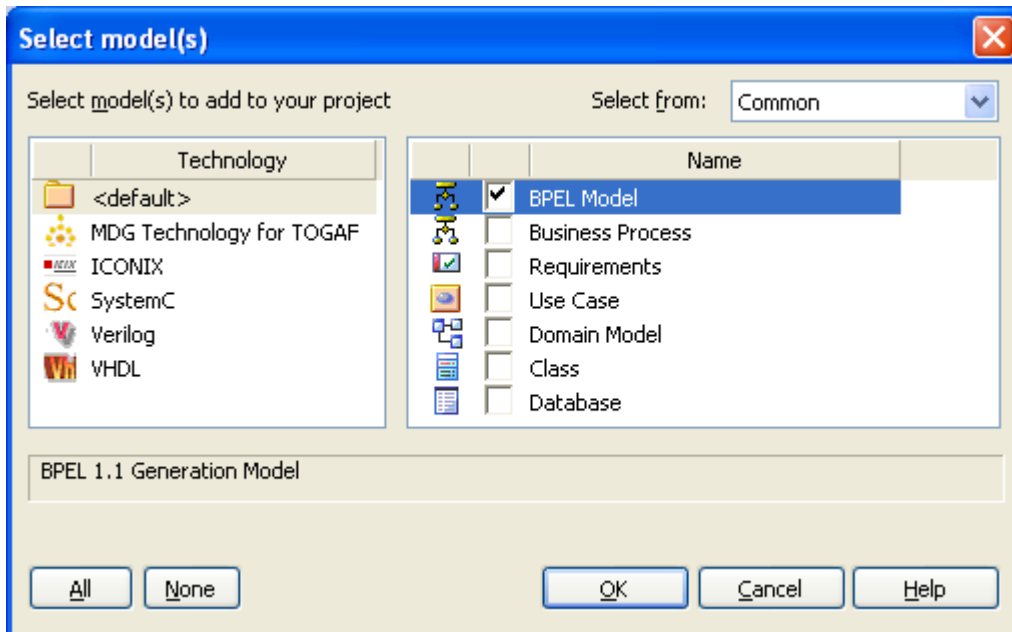 Select model(s)
Select model(s) to add to your project
Select from:
Common
Technology
<default>
MDG Technology for TOGAF
ICONIX
SystemC
Verilog
VHDL
Name
BPEL Model
Business Process
Requirements
Use Case
Domain Model
Class
Database
BPEL 1.1 Generation Model
All
None
OK
Cancel
Help